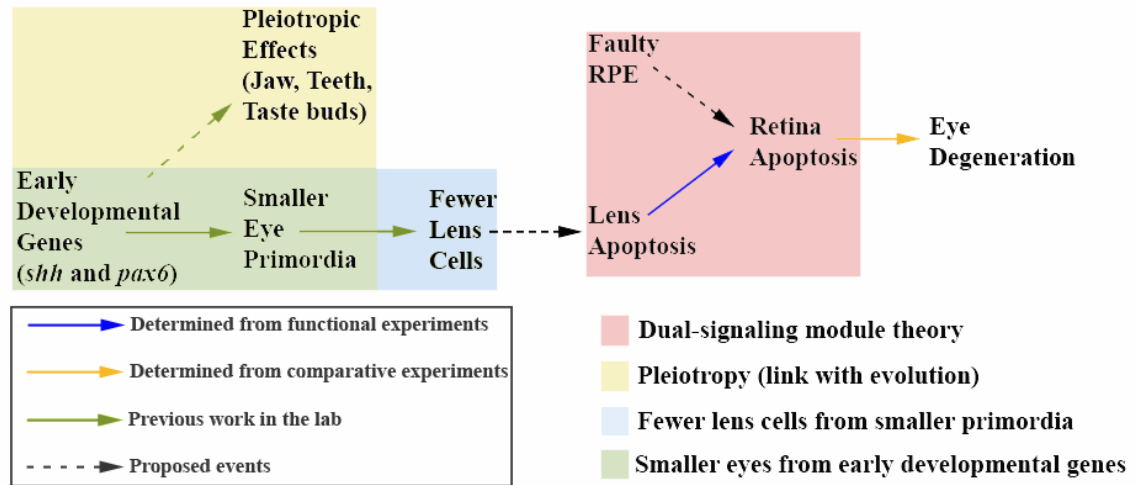 Pleiotropic
Effects
(Jaw, Teeth,
Taste buds)
Early
Developmental
Genes
(shh and pax6)
Smaller
Eye
Primordia
Fewer
Lens
Cells
Faulty
RPE
Lens
Apoptosis
Retina
Apoptosis
Eye
Degeneration
Determined from functional experiments
Determined from comparative experiments
Previous work in the lab
Proposed events
Dual-signaling module theory
Pleiotropy (link with evolution)
Fewer lens cells from smaller primordia
Smaller eyes from early developmental genes